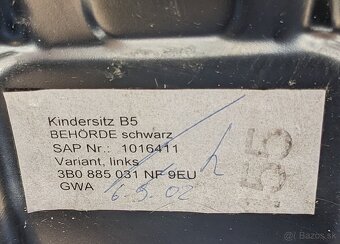 Kindersitz B5
BEHÖRDE schwarz
SAP Nr.: 1016411
Variant, links
3B0 885 031 NF 9EU
GWA
6.9.02
55
Bazos.sk